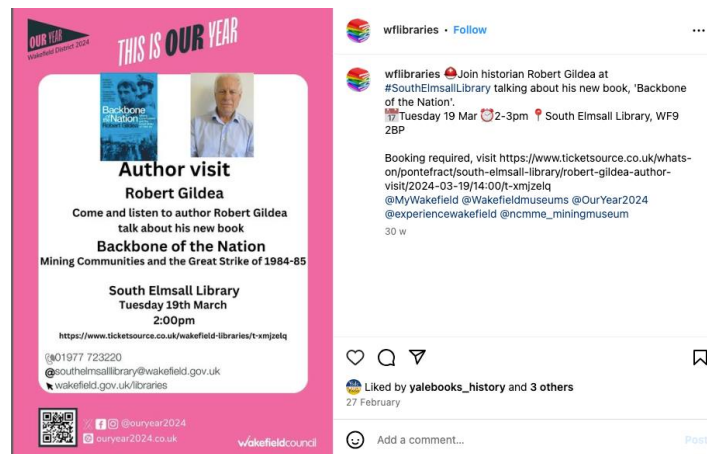 OUR YEAR
Wakefield District 2024
THIS IS OUR YEAR
Backbone
of the Nation
Robert Gildea
Author visit
Robert Gildea
Come and listen to author Robert Gildea
talk about his new book
Backbone of the Nation
Mining Communities and the Great Strike of 1984-85
South Elmsall Library
Tuesday 19th March
2:00pm
https://www.ticketsource.co.uk/wakefield-libraries/t-xmjzelq
01977 723220
@southelmsalllibrary@wakefield.gov.uk
wakefield.gov.uk/libraries
@ouryear2024
ouryear2024.co.uk
wakefieldcouncil
wflibraries • Follow
wflibraries Join historian Robert Gildea at
#SouthElmsallLibrary talking about his new book, 'Backbone
of the Nation'.
Tuesday 19 Mar 2-3pm South Elmsall Library, WF9
2BP
Booking required, visit https://www.ticketsource.co.uk/whats-
on/pontefract/south-elmsall-library/robert-gildea-author-
visit/2024-03-19/14:00/t-xmjzelq
@MyWakefield @Wakefieldmuseums @OurYear2024
@experiencewakefield @ncmme_miningmuseum
30 w
Liked by yalebooks_history and 3 others
27 February
Add a comment...
Post